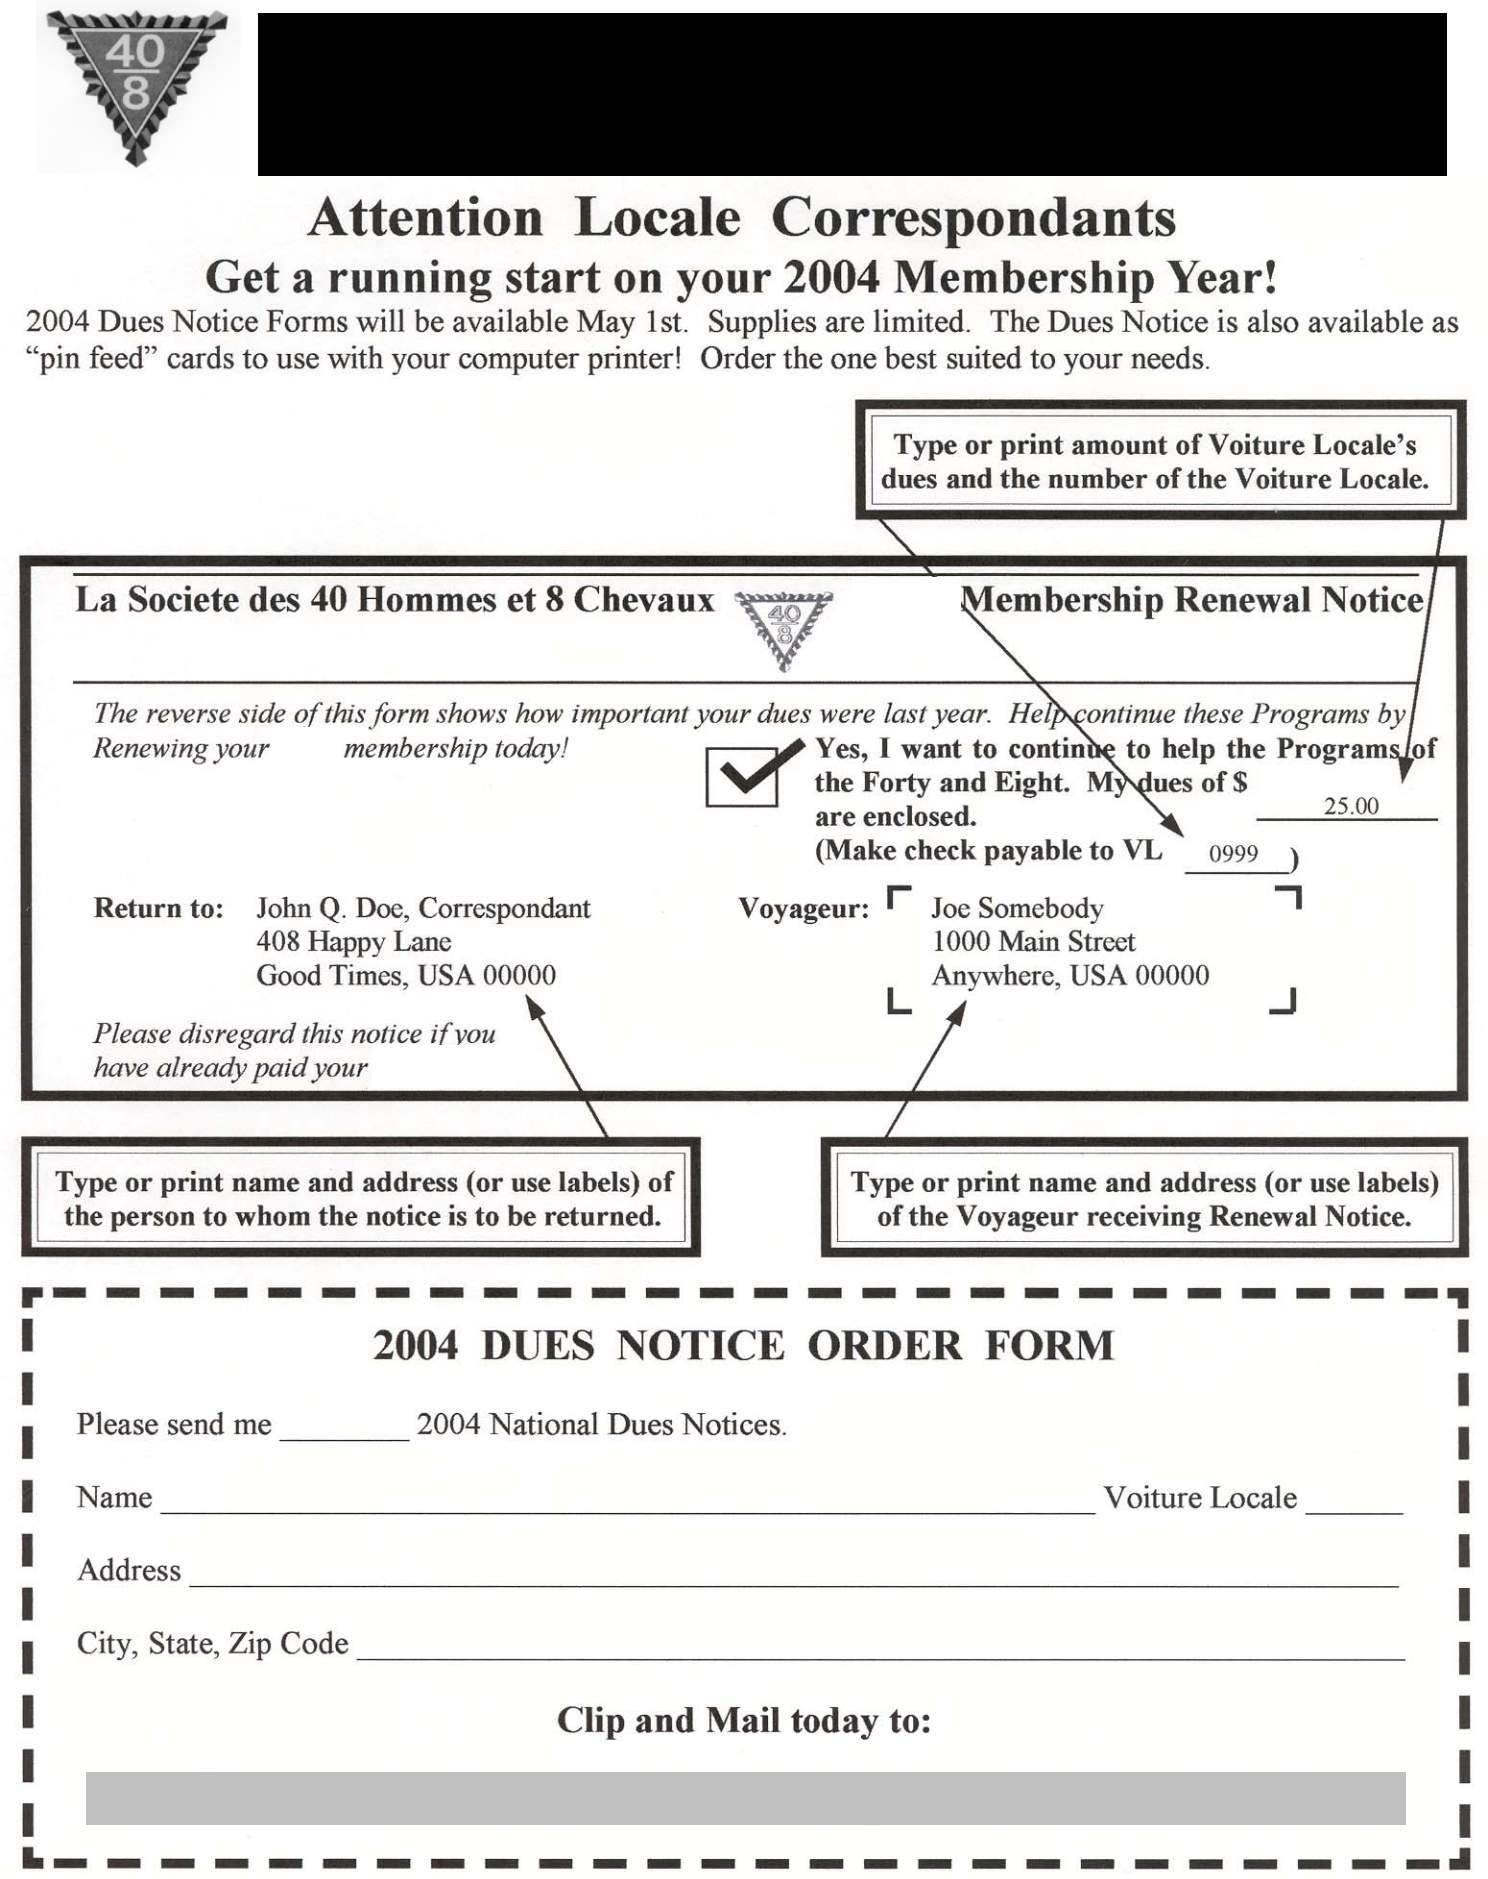 40
8
Attention Locale Correspondants
Get a running start on your 2004 Membership Year!
2004 Dues Notice Forms will be available May 1st. Supplies are limited. The Dues Notice is also available as
“pin feed” cards to use with your computer printer! Order the one best suited to your needs.
Type or print amount of Voiture Locale’s
dues and the number of the Voiture Locale.
La Societe des 40 Hommes et 8 Chevaux
40
8
Membership Renewal Notice
The reverse side of this form shows how important your dues were last year. Help continue these Programs by
Renewing your membership today!
Yes, I want to continue to help the Programs of
the Forty and Eight. My dues of $ 25.00
are enclosed.
(Make check payable to VL 0999 )
Return to: John Q. Doe, Correspondant
408 Happy Lane
Good Times, USA 00000
Voyageur: Joe Somebody
1000 Main Street
Anywhere, USA 00000
Please disregard this notice if you
have already paid your
Type or print name and address (or use labels) of
the person to whom the notice is to be returned.
Type or print name and address (or use labels)
of the Voyageur receiving Renewal Notice.
2004 DUES NOTICE ORDER FORM
Please send me ________ 2004 National Dues Notices.
Name ________ Voiture Locale ______
Address ________
City, State, Zip Code ________
Clip and Mail today to: